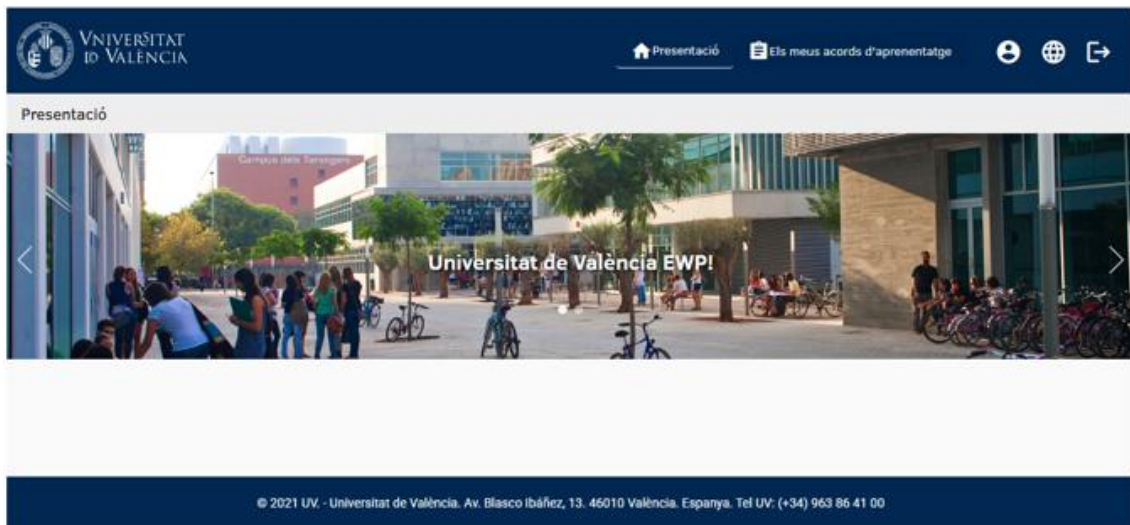 VNIVERSITAT
ID VALÈNCIA
Presentació
Els meus acords d'aprenentatge
Presentació
Campus dels Tarongers
Universitat de València EWP!
© 2021 UV. - Universitat de València. Av. Blasco Ibáñez, 13. 46010 València. Espanya. Tel UV: (+34) 963 86 41 00